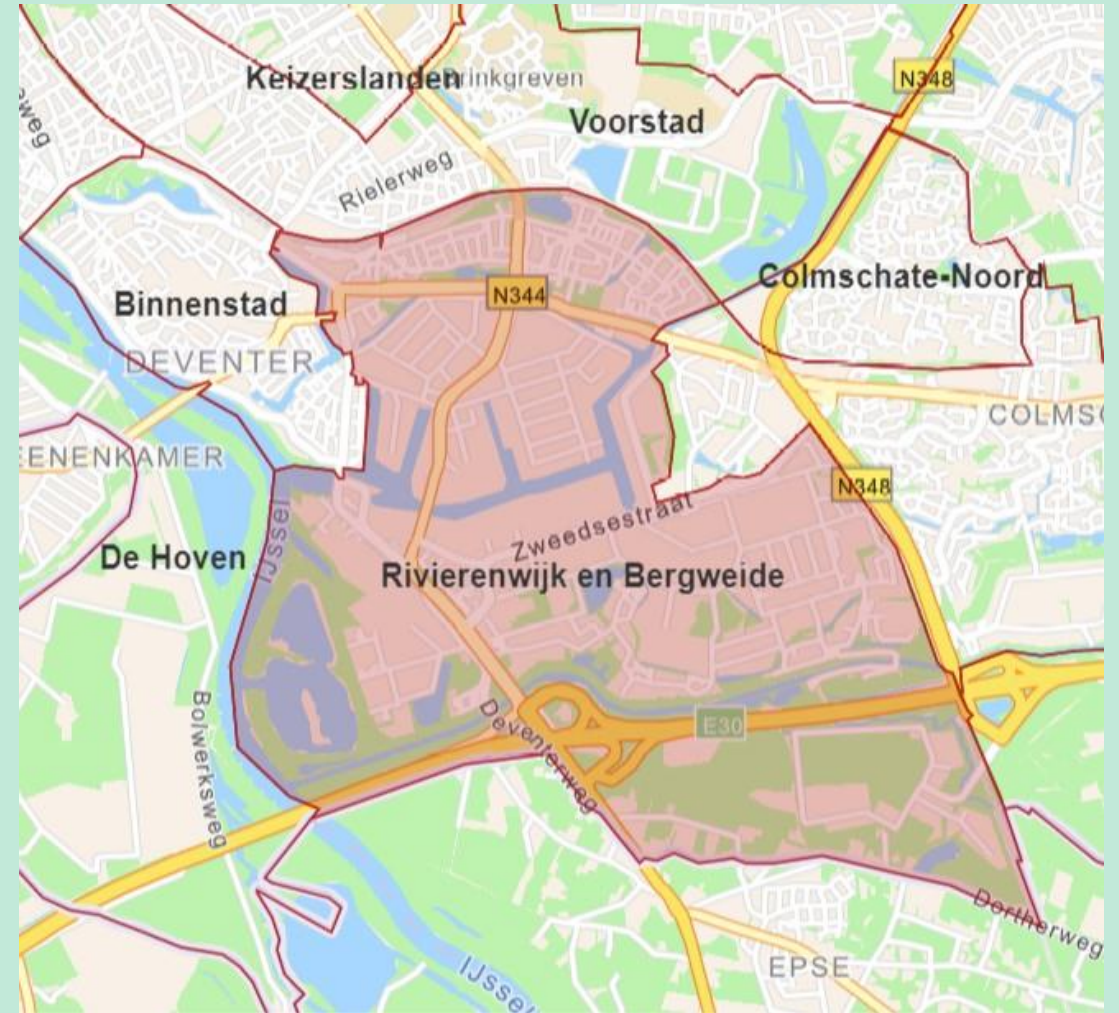 Keizerslanden
Brinkgreven
N348
Voorstad
Rielerweg
Colmschate-Noord
Binnenstad
N344
DEVENTER
COLMSC
EENENKAMER
N348
IJssel
Zweedsestraat
De Hoven
Rivierenwijk en Bergweide
Bolwerksweg
Deventerweg
E30
Dortherweg
EPSE
IJssel